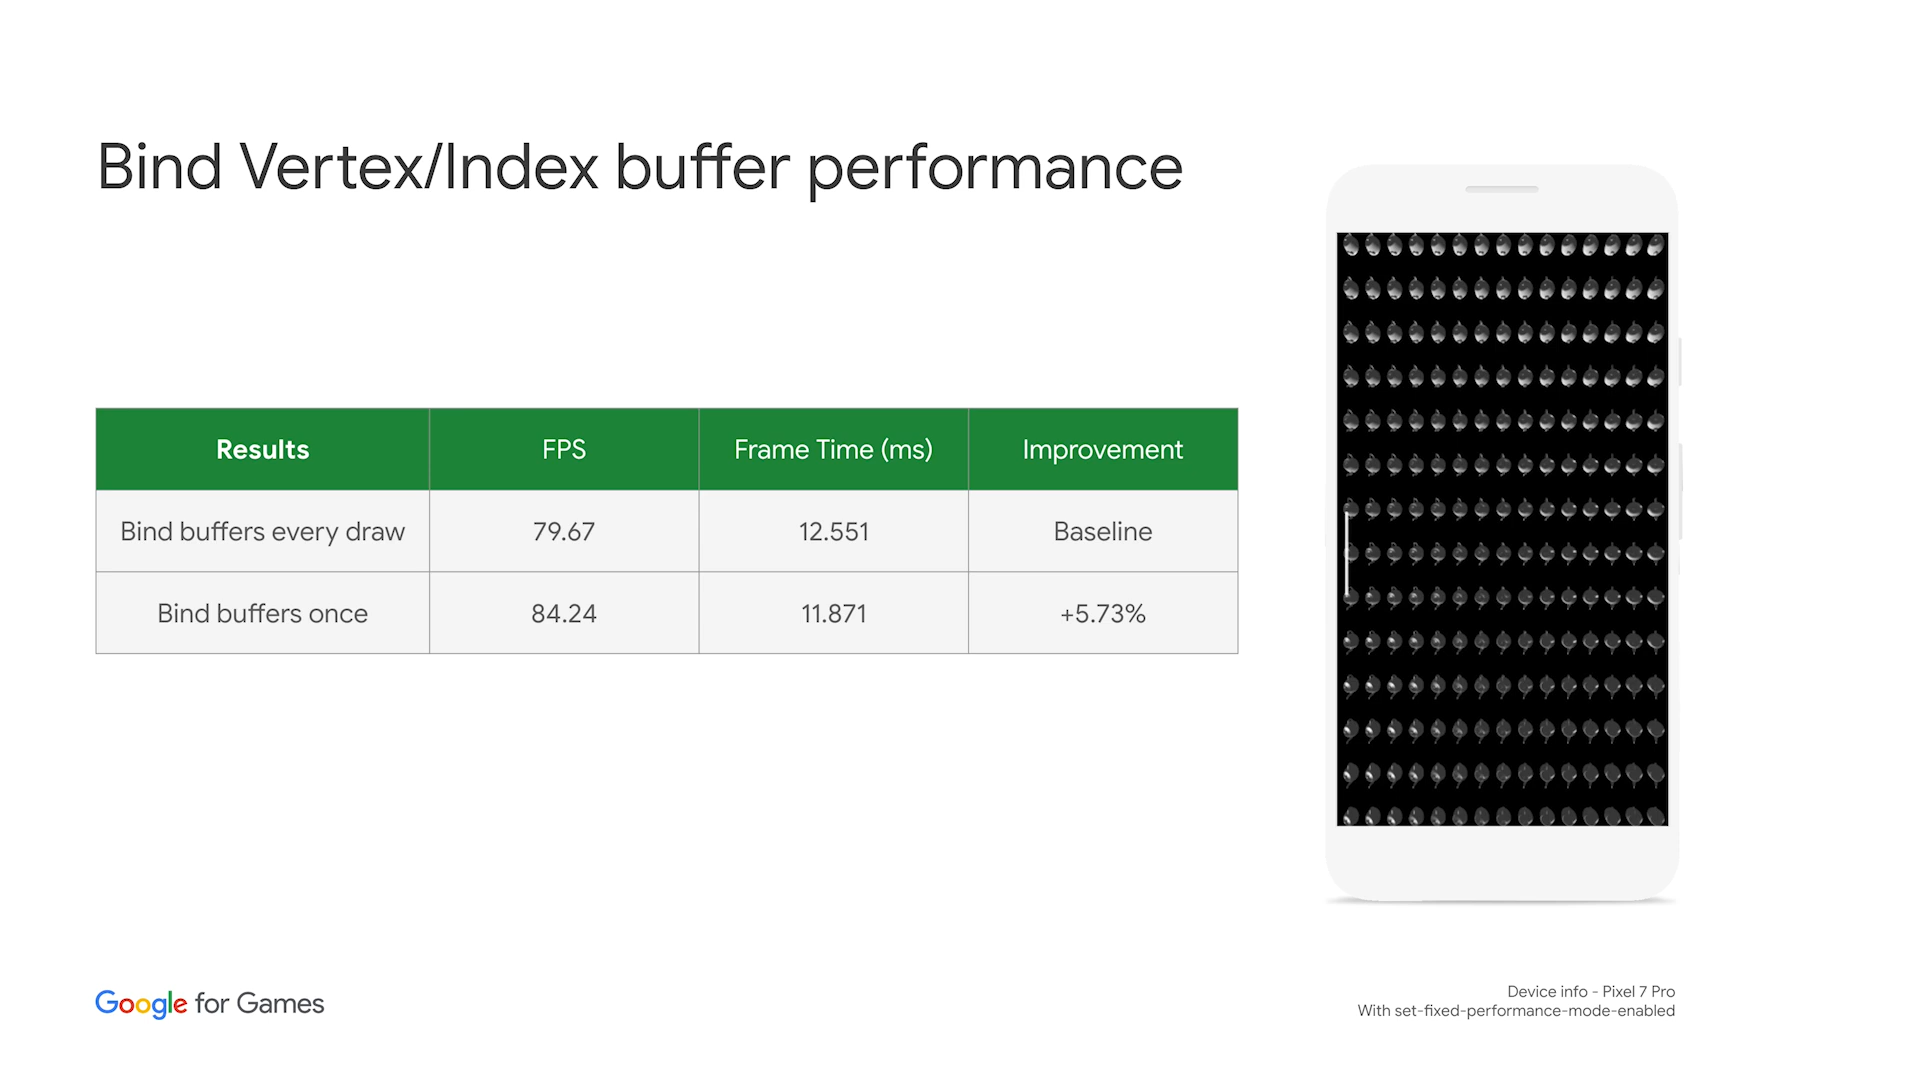 Bind Vertex/Index buffer performance
Results FPS Frame Time (ms) Improvement
Bind buffers every draw 79.67 12.551 Baseline
Bind buffers once 84.24 11.871 +5.73%
Google for Games
Device info - Pixel 7 Pro
With set-fixed-performance-mode-enabled